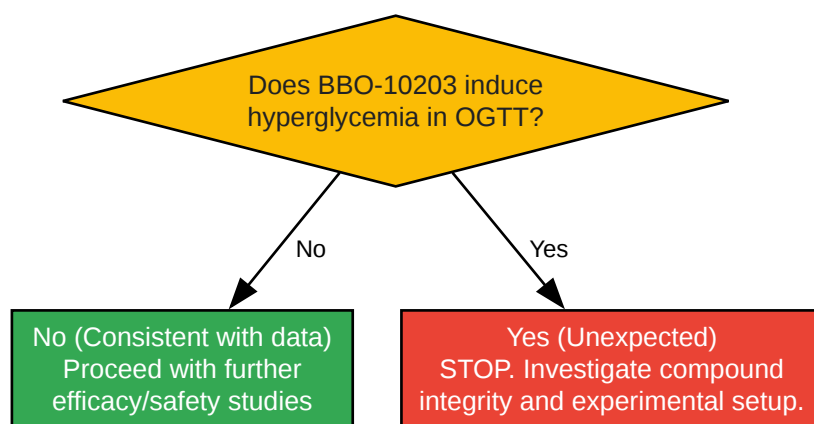 Does BBO-10203 induce
hyperglycemia in OGTT?
No
Yes
No (Consistent with data)
Proceed with further
efficacy/safety studies
Yes (Unexpected)
STOP. Investigate compound
integrity and experimental setup.